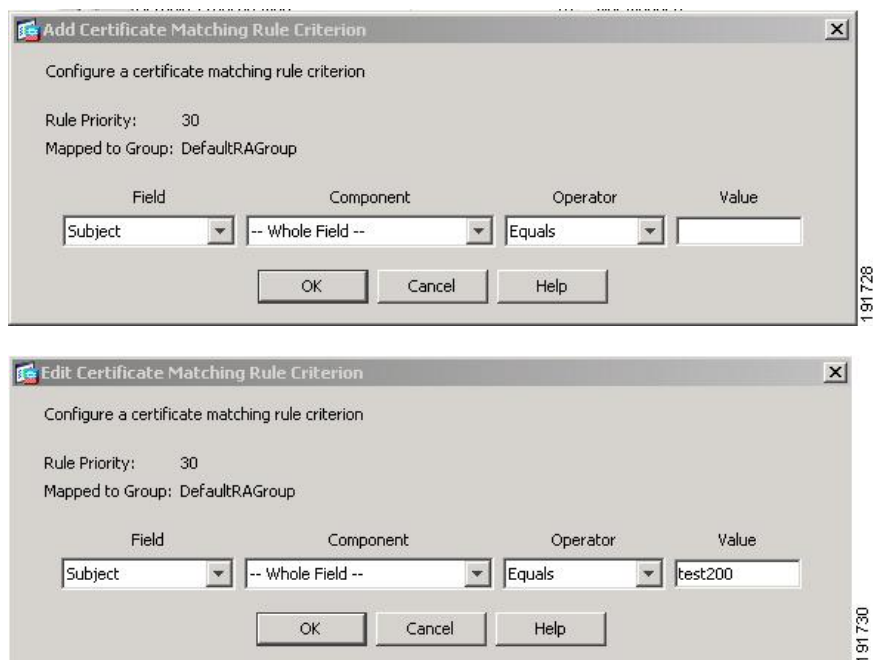 Add Certificate Matching Rule Criterion
Configure a certificate matching rule criterion
Rule Priority: 30
Mapped to Group: DefaultRAGroup
Field Component Operator Value
Subject -- Whole Field -- Equals
OK Cancel Help
191728
Edit Certificate Matching Rule Criterion
Configure a certificate matching rule criterion
Rule Priority: 30
Mapped to Group: DefaultRAGroup
Field Component Operator Value
Subject -- Whole Field -- Equals test200
OK Cancel Help
191730